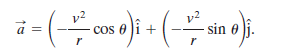 a⃗ = (−v²/r cos θ)î + (−v²/r sin θ)ĵ.